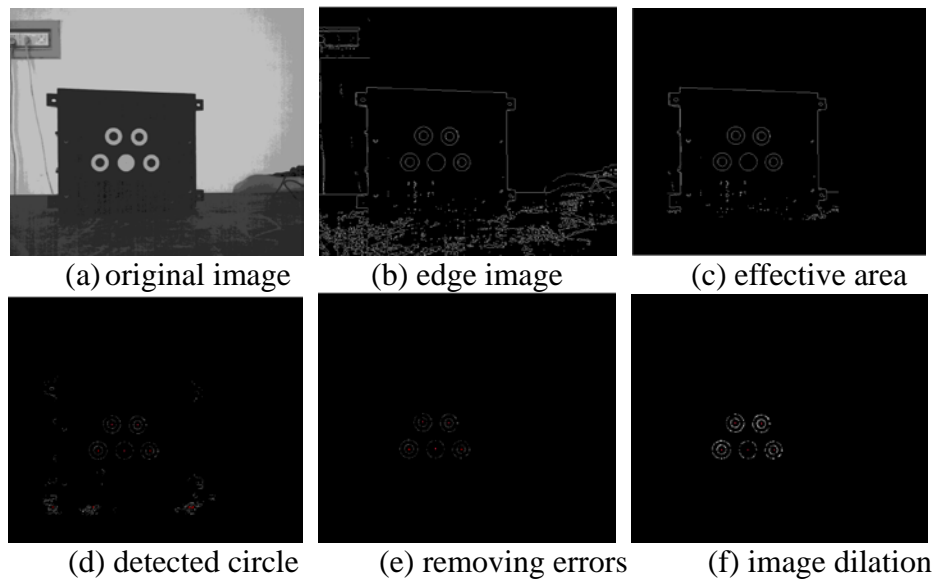 (a) original image
(b) edge image
(c) effective area
(d) detected circle
(e) removing errors
(f) image dilation